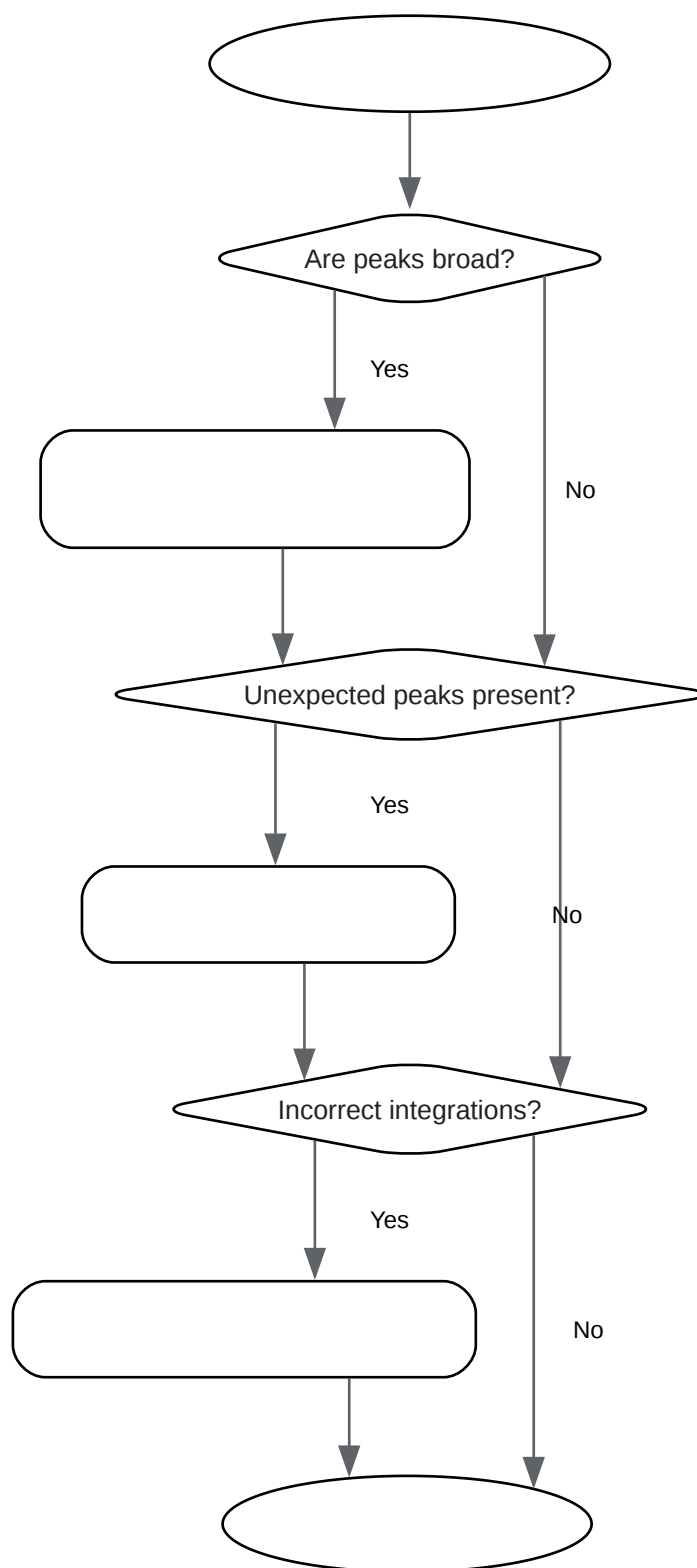 Are peaks broad?
Yes
No
Unexpected peaks present?
Yes
No
Incorrect integrations?
Yes
No